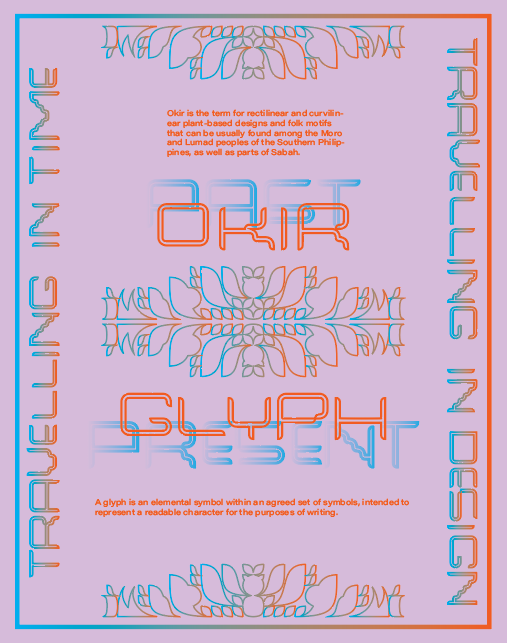 TRAVELLING IN TIME
TRAVELLING IN DESIGN
Okir is the term for rectilinear and curvilin-
ear plant-based designs and folk motifs
that can be usually found among the Moro
and Lumad peoples of the Southern Philip-
pines, as well as parts of Sabah.
PAST
OKIR
GLYPH
PRESENT
A glyph is an elemental symbol within an agreed set of symbols, intended to
represent a readable character for the purposes of writing.